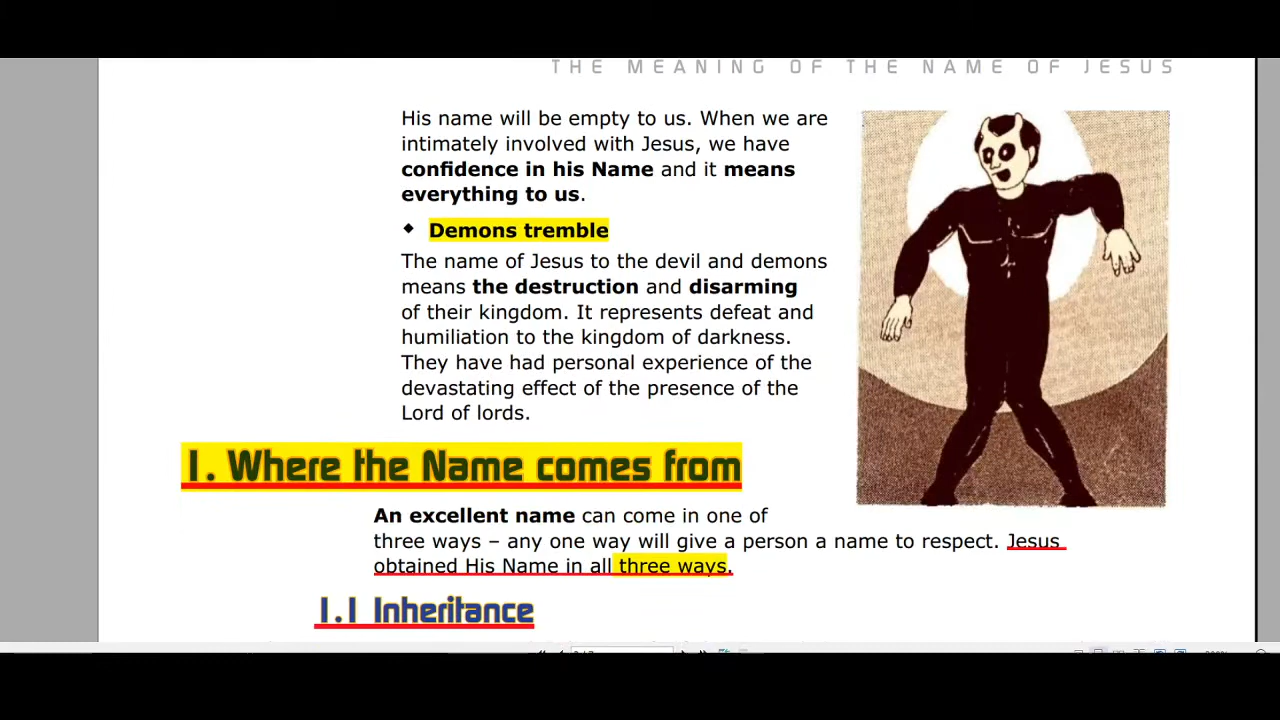 THE MEANING OF THE NAME OF JESUS
His name will be empty to us. When we are
intimately involved with Jesus, we have
confidence in his Name and it means
everything to us.
◆ Demons tremble
The name of Jesus to the devil and demons
means the destruction and disarming
of their kingdom. It represents defeat and
humiliation to the kingdom of darkness.
They have had personal experience of the
devastating effect of the presence of the
Lord of lords.
1. Where the Name comes from
An excellent name can come in one of
three ways – any one way will give a person a name to respect. Jesus
obtained His Name in all three ways.
1.1 Inheritance